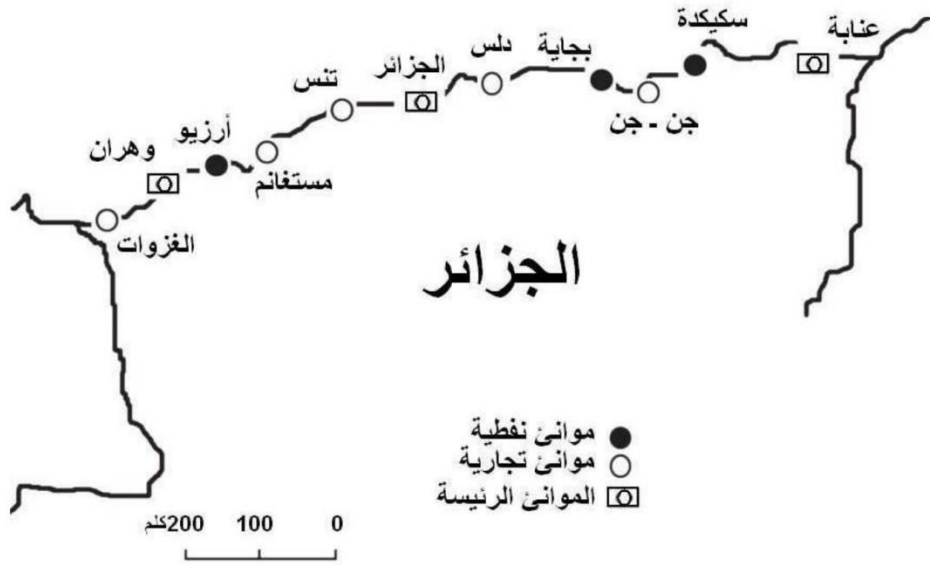 عنابة
سكيكدة
جن - جن
بجاية
دلس
الجزائر
تنس
مستغانم
أرزيو
وهران
الغزوات
الجزائر
موانئ نفطية
موانئ تجارية
الموانئ الرئيسة
0 100 200كلم